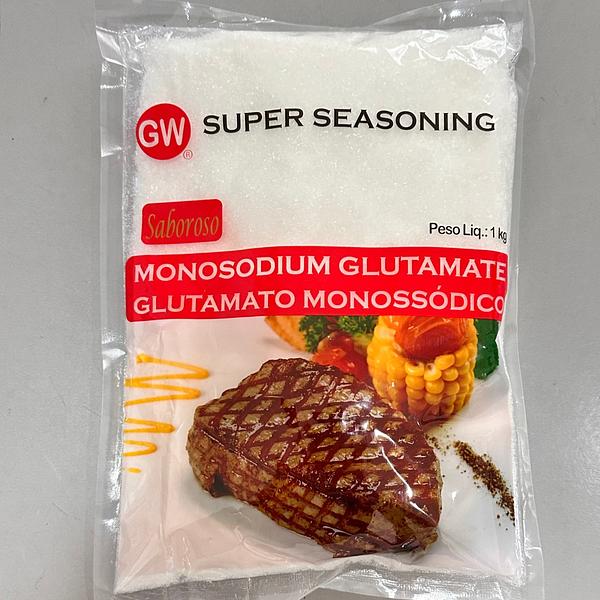 GW SUPER SEASONING
®
Saboroso
Peso Liq.: 1 kg
MONOSODIUM GLUTAMATE
GLUTAMATO MONOSSÓDICO